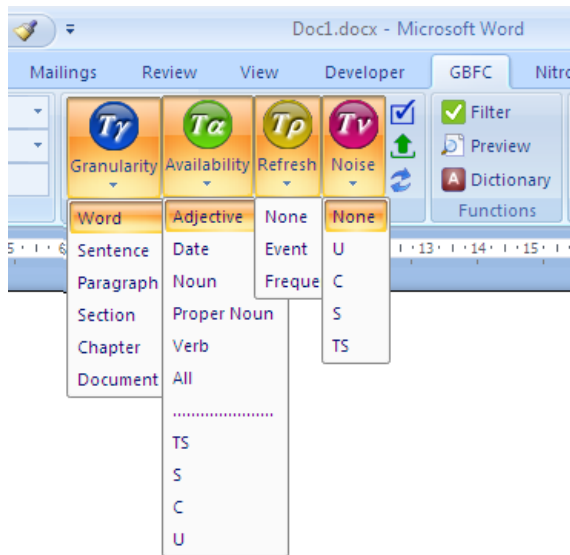 Doc1.docx - Microsoft Word
Mailings Review View Developer GBFC Nitro
Tγ Tα Tρ Tν Filter
Granularity Availability Refresh Noise Preview
A Dictionary
Functions
Word Adjective None None
Sentence Date Event U
Paragraph Noun Freque C
Section Proper Noun S
Chapter Verb TS
Document All
......................
TS
S
C
U
5 6 13 14 15